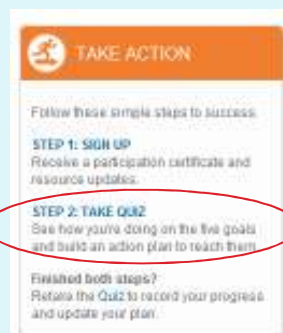 TAKE ACTION
Follow these simple steps to success.
STEP 1: SIGN UP
Receive a participation certificate and
resource updates.
STEP 2: TAKE QUIZ
See how you're doing on the five goals
and build an action plan to reach them.
Finished both steps?
Retake the Quiz to record your progress
and update your plan.